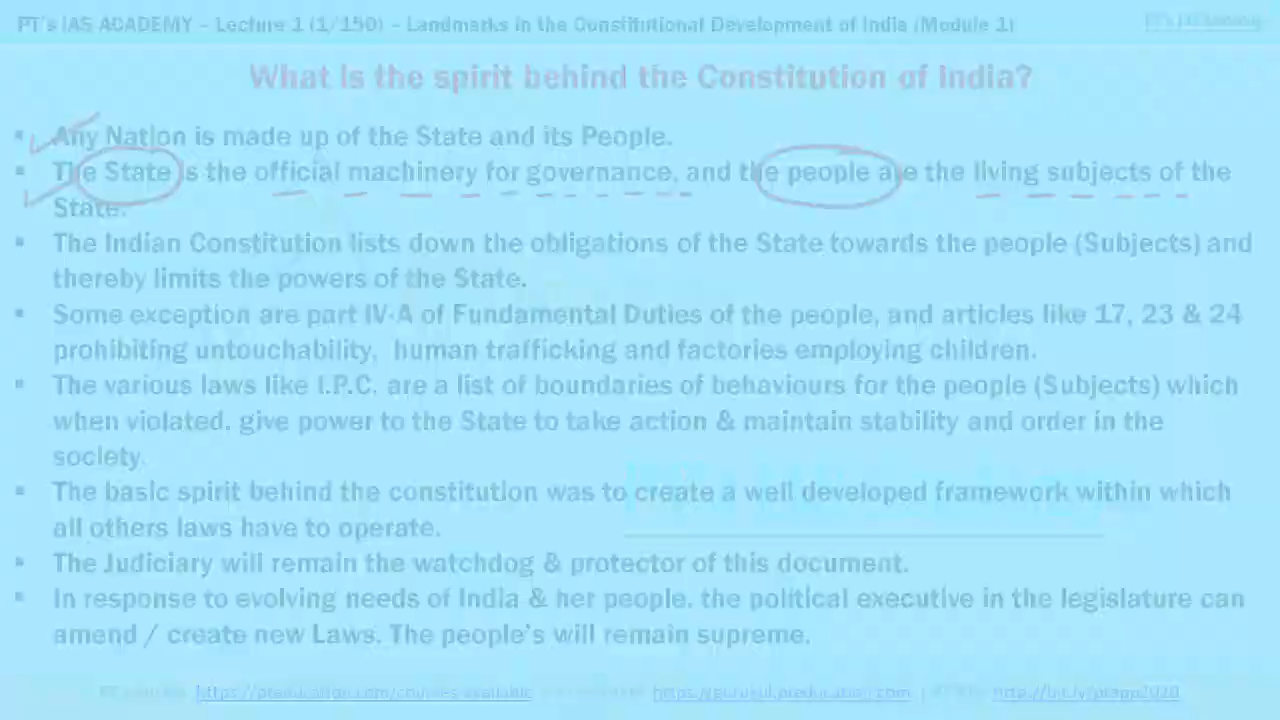 PT's IAS ACADEMY – Lecture 1 (1/150) – Landmarks in the Constitutional Development of India (Module 1)
What is the spirit behind the Constitution of India?
▪ Any Nation is made up of the State and its People.
▪ The State is the official machinery for governance, and the people are the living subjects of the
State.
▪ The Indian Constitution lists down the obligations of the State towards the people (Subjects) and
thereby limits the powers of the State.
▪ Some exception are part IV-A of Fundamental Duties of the people, and articles like 17, 23 & 24
prohibiting untouchability, human trafficking and factories employing children.
▪ The various laws like I.P.C. are a list of boundaries of behaviours for the people (Subjects) which
when violated, give power to the State to take action & maintain stability and order in the
society.
▪ The basic spirit behind the constitution was to create a well developed framework within which
all others laws have to operate.
▪ The Judiciary will remain the watchdog & protector of this document.
▪ In response to evolving needs of India & her people, the political executive in the legislature can
amend / create new Laws. The people's will remain supreme.
https://pteducation.com/courses-available https://gurukul.pteducation.com http://bit.ly/ptapp2020